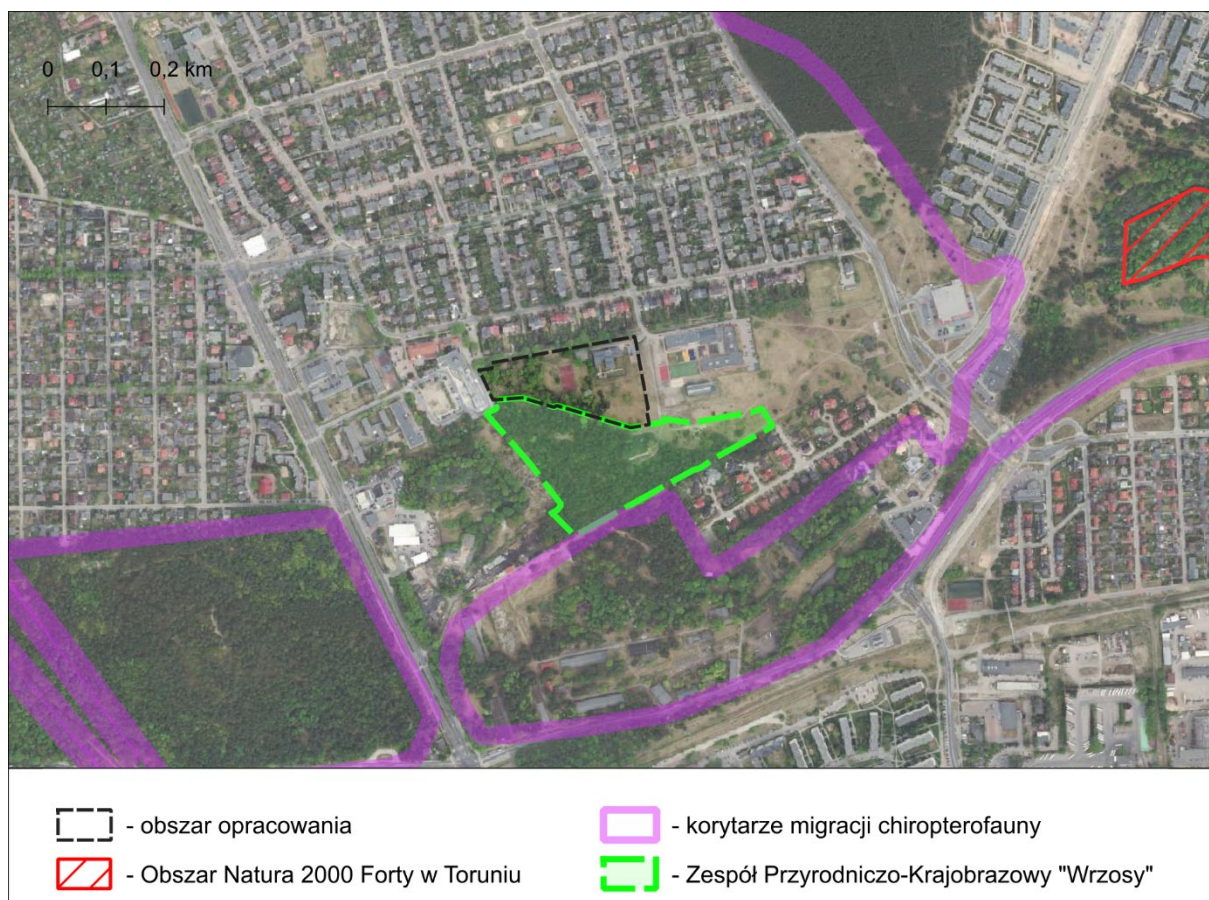 0 0,1 0,2 km
- obszar opracowania
- korytarze migracji chiropterofauny
- Obszar Natura 2000 Forty w Toruniu
- Zespół Przyrodniczo-Krajobrazowy "Wrzosy"